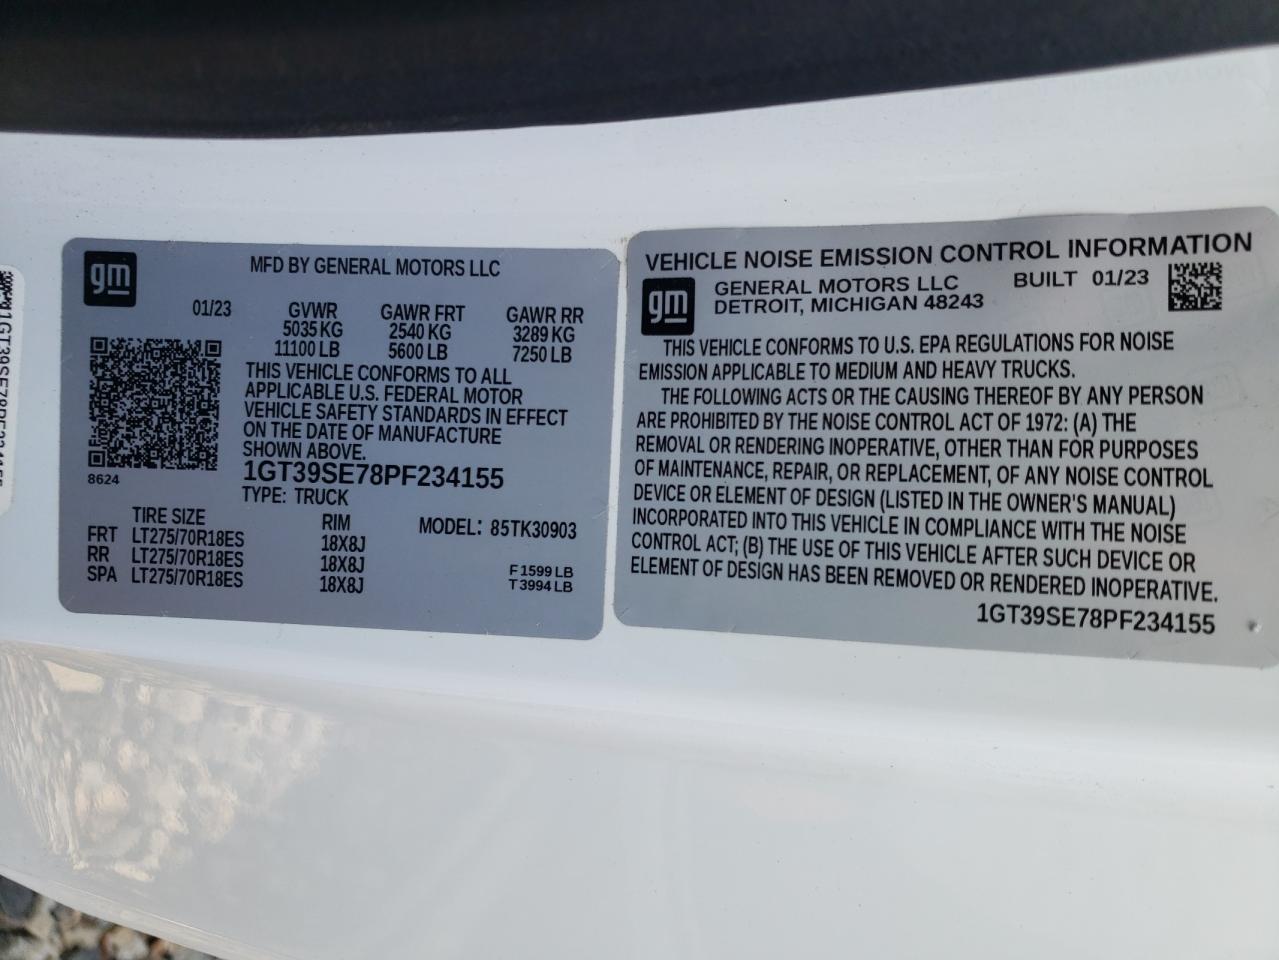 gm
MFD BY GENERAL MOTORS LLC
01/23
GVWR GAWR FRT GAWR RR
5035 KG 2540 KG 3289 KG
11100 LB 5600 LB 7250 LB
THIS VEHICLE CONFORMS TO ALL
APPLICABLE U.S. FEDERAL MOTOR
VEHICLE SAFETY STANDARDS IN EFFECT
ON THE DATE OF MANUFACTURE
SHOWN ABOVE.
8624
1GT39SE78PF234155
TYPE: TRUCK
TIRE SIZE RIM MODEL: 85TK30903
FRT LT275/70R18ES 18X8J
RR LT275/70R18ES 18X8J
SPA LT275/70R18ES 18X8J
F 1599 LB
T 3994 LB
VEHICLE NOISE EMISSION CONTROL INFORMATION
gm
GENERAL MOTORS LLC BUILT 01/23
DETROIT, MICHIGAN 48243
THIS VEHICLE CONFORMS TO U.S. EPA REGULATIONS FOR NOISE
EMISSION APPLICABLE TO MEDIUM AND HEAVY TRUCKS.
THE FOLLOWING ACTS OR THE CAUSING THEREOF BY ANY PERSON
ARE PROHIBITED BY THE NOISE CONTROL ACT OF 1972: (A) THE
REMOVAL OR RENDERING INOPERATIVE, OTHER THAN FOR PURPOSES
OF MAINTENANCE, REPAIR, OR REPLACEMENT, OF ANY NOISE CONTROL
DEVICE OR ELEMENT OF DESIGN (LISTED IN THE OWNER'S MANUAL)
INCORPORATED INTO THIS VEHICLE IN COMPLIANCE WITH THE NOISE
CONTROL ACT; (B) THE USE OF THIS VEHICLE AFTER SUCH DEVICE OR
ELEMENT OF DESIGN HAS BEEN REMOVED OR RENDERED INOPERATIVE.
1GT39SE78PF234155